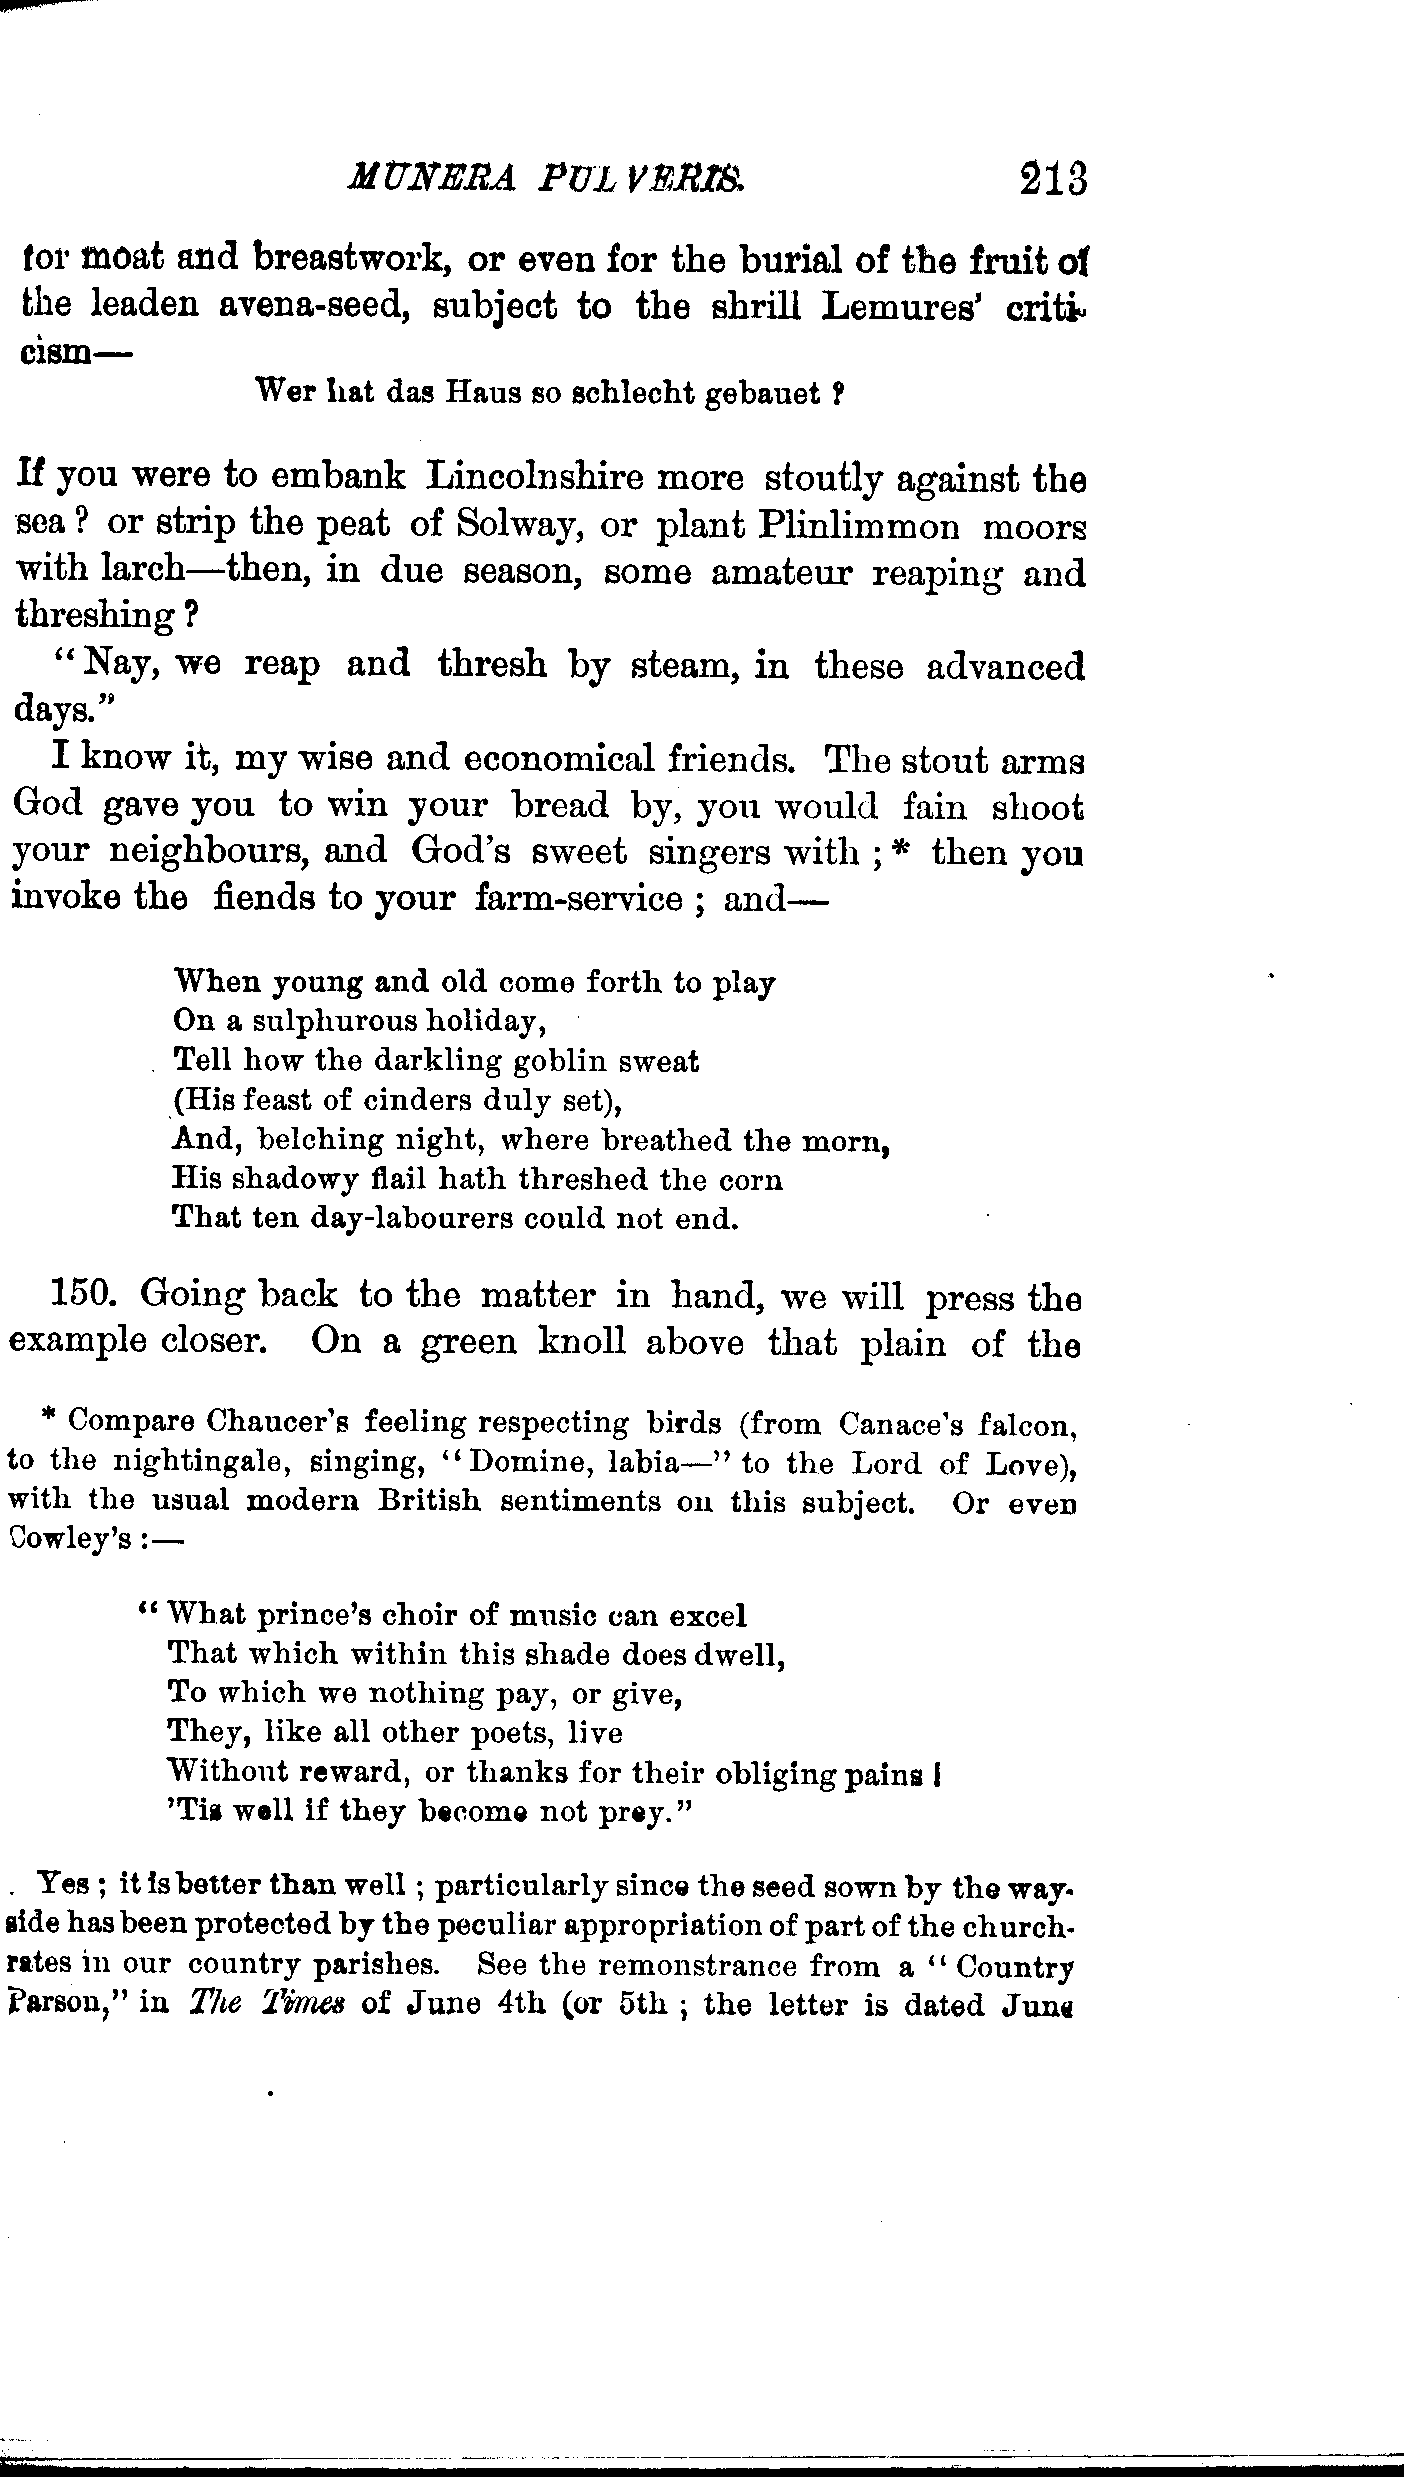 MUNERA PULVERIS. 213
for moat and breastwork, or even for the burial of the fruit of
the leaden avena-seed, subject to the shrill Lemures' criti-
cism—
Wer hat das Haus so schlecht gebauet ?
If you were to embank Lincolnshire more stoutly against the
sea ? or strip the peat of Solway, or plant Plinlimmon moors
with larch—then, in due season, some amateur reaping and
threshing ?
"Nay, we reap and thresh by steam, in these advanced
days."
I know it, my wise and economical friends. The stout arms
God gave you to win your bread by, you would fain shoot
your neighbours, and God's sweet singers with ; * then you
invoke the fiends to your farm-service ; and—
When young and old come forth to play
On a sulphurous holiday,
Tell how the darkling goblin sweat
(His feast of cinders duly set),
And, belching night, where breathed the morn,
His shadowy flail hath threshed the corn
That ten day-labourers could not end.
150. Going back to the matter in hand, we will press the
example closer. On a green knoll above that plain of the
* Compare Chaucer's feeling respecting birds (from Canace's falcon,
to the nightingale, singing, "Domine, labia—" to the Lord of Love),
with the usual modern British sentiments on this subject. Or even
Cowley's :—
"What prince's choir of music can excel
That which within this shade does dwell,
To which we nothing pay, or give,
They, like all other poets, live
Without reward, or thanks for their obliging pains !
'Tis well if they become not prey."
Yes ; it is better than well ; particularly since the seed sown by the way-
side has been protected by the peculiar appropriation of part of the church-
rates in our country parishes. See the remonstrance from a "Country
Parson," in The Times of June 4th (or 5th ; the letter is dated June